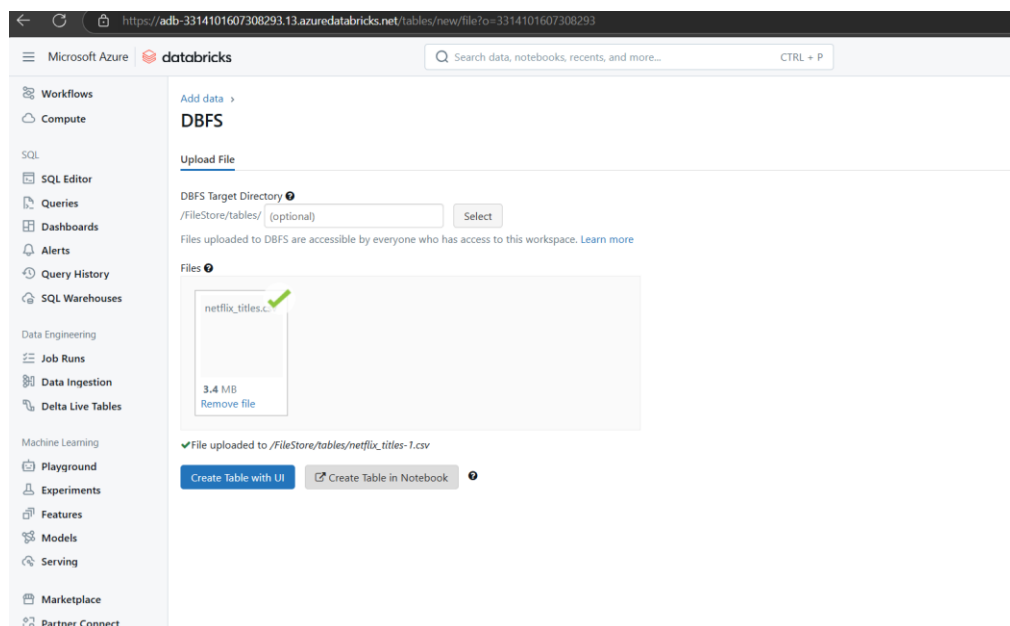 https://adb-3314101607308293.13.azuredatabricks.net/tables/new/file?o=3314101607308293
Microsoft Azure databricks Search data, notebooks, recents, and more... CTRL + P
Workflows
Compute
SQL
SQL Editor
Queries
Dashboards
Alerts
Query History
SQL Warehouses
Data Engineering
Job Runs
Data Ingestion
Delta Live Tables
Machine Learning
Playground
Experiments
Features
Models
Serving
Marketplace
Partner Connect
Add data ›
DBFS
Upload File
DBFS Target Directory
/FileStore/tables/ (optional) Select
Files uploaded to DBFS are accessible by everyone who has access to this workspace. Learn more
Files
netflix_titles.c
3.4 MB
Remove file
File uploaded to /FileStore/tables/netflix_titles-1.csv
Create Table with UI Create Table in Notebook